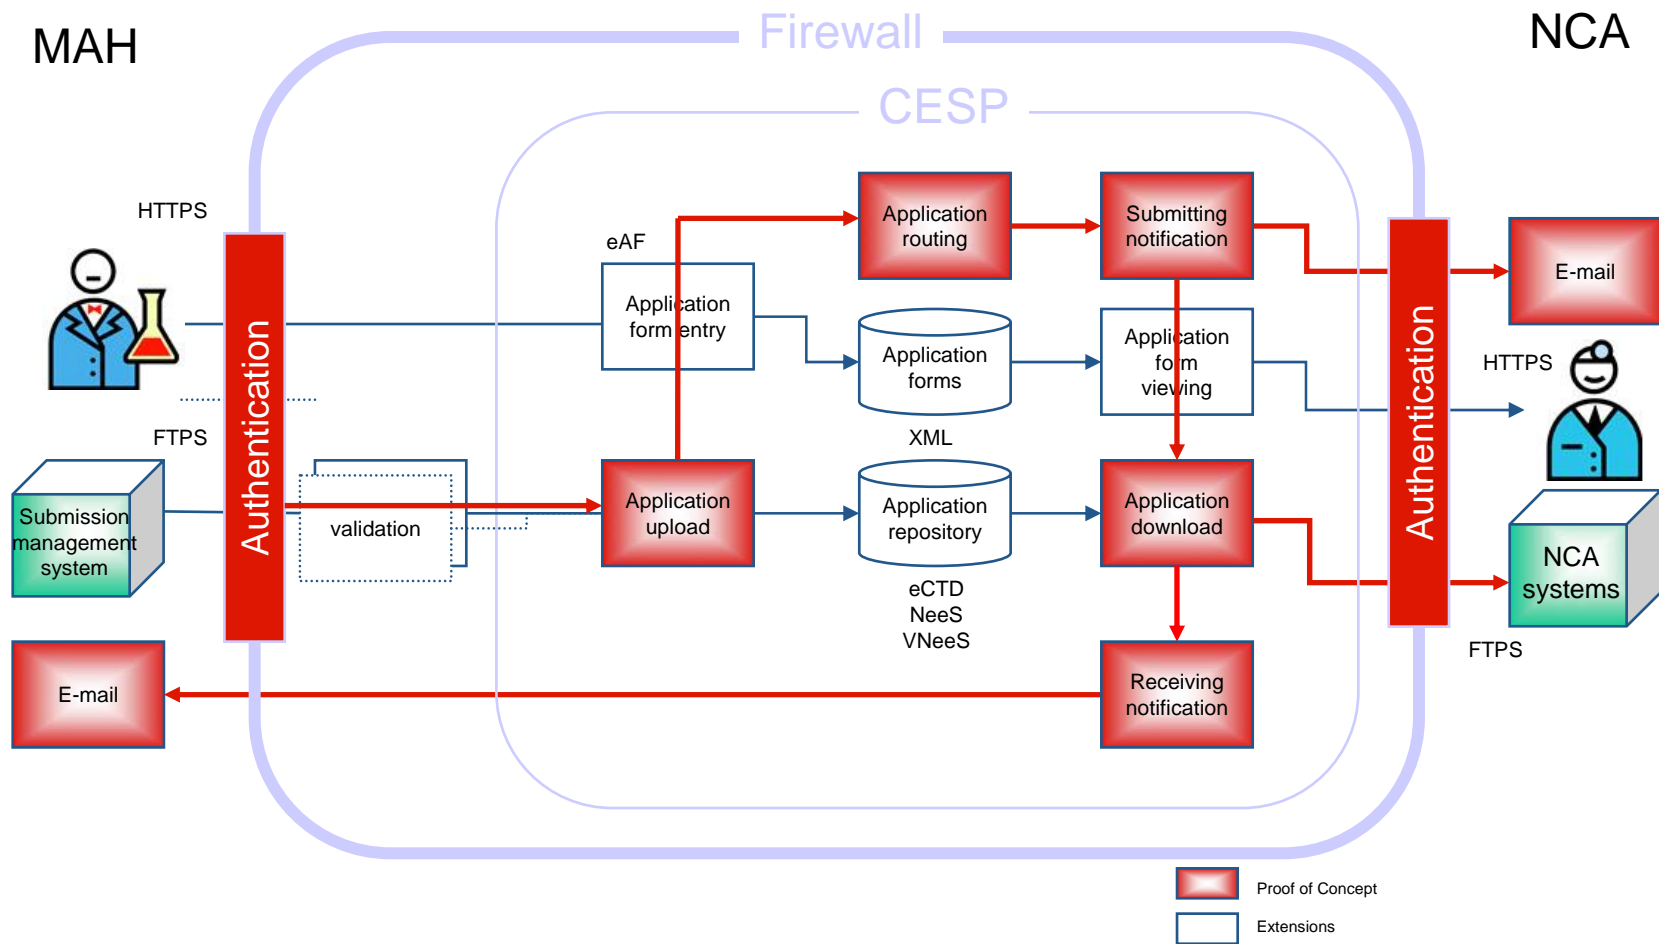 Firewall
MAH
NCA
CESP
HTTPS
eAF
Application
routing
Submitting
notification
E-mail
Application
form entry
Application
forms
Application
form
viewing
HTTPS
Authentication
Authentication
XML
FTPS
Submission
management
system
validation
Application
upload
Application
repository
Application
download
NCA
systems
eCTD
NeeS
VNeeS
FTPS
E-mail
Receiving
notification
Proof of Concept
Extensions